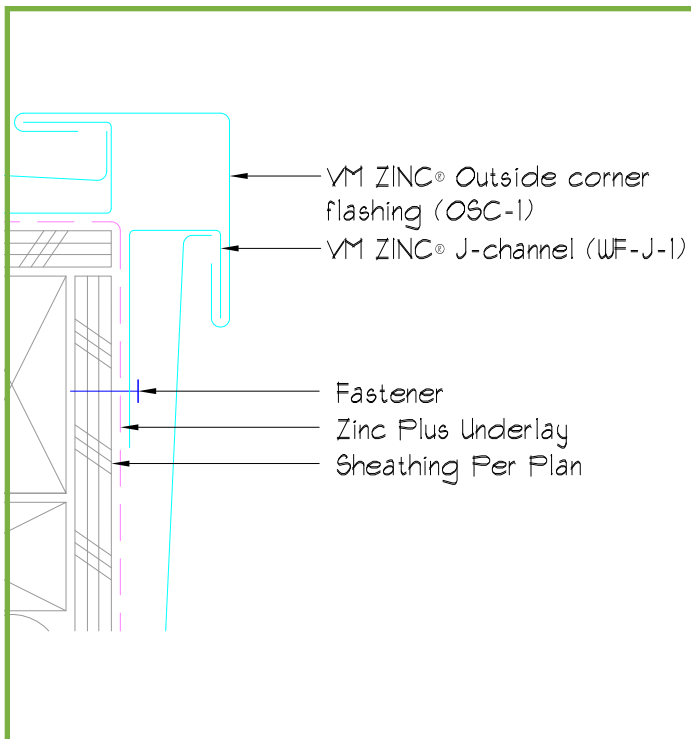 VM ZINC® Outside corner
flashing (OSC-1)
VM ZINC® J-channel (WF-J-1)
Fastener
Zinc Plus Underlay
Sheathing Per Plan